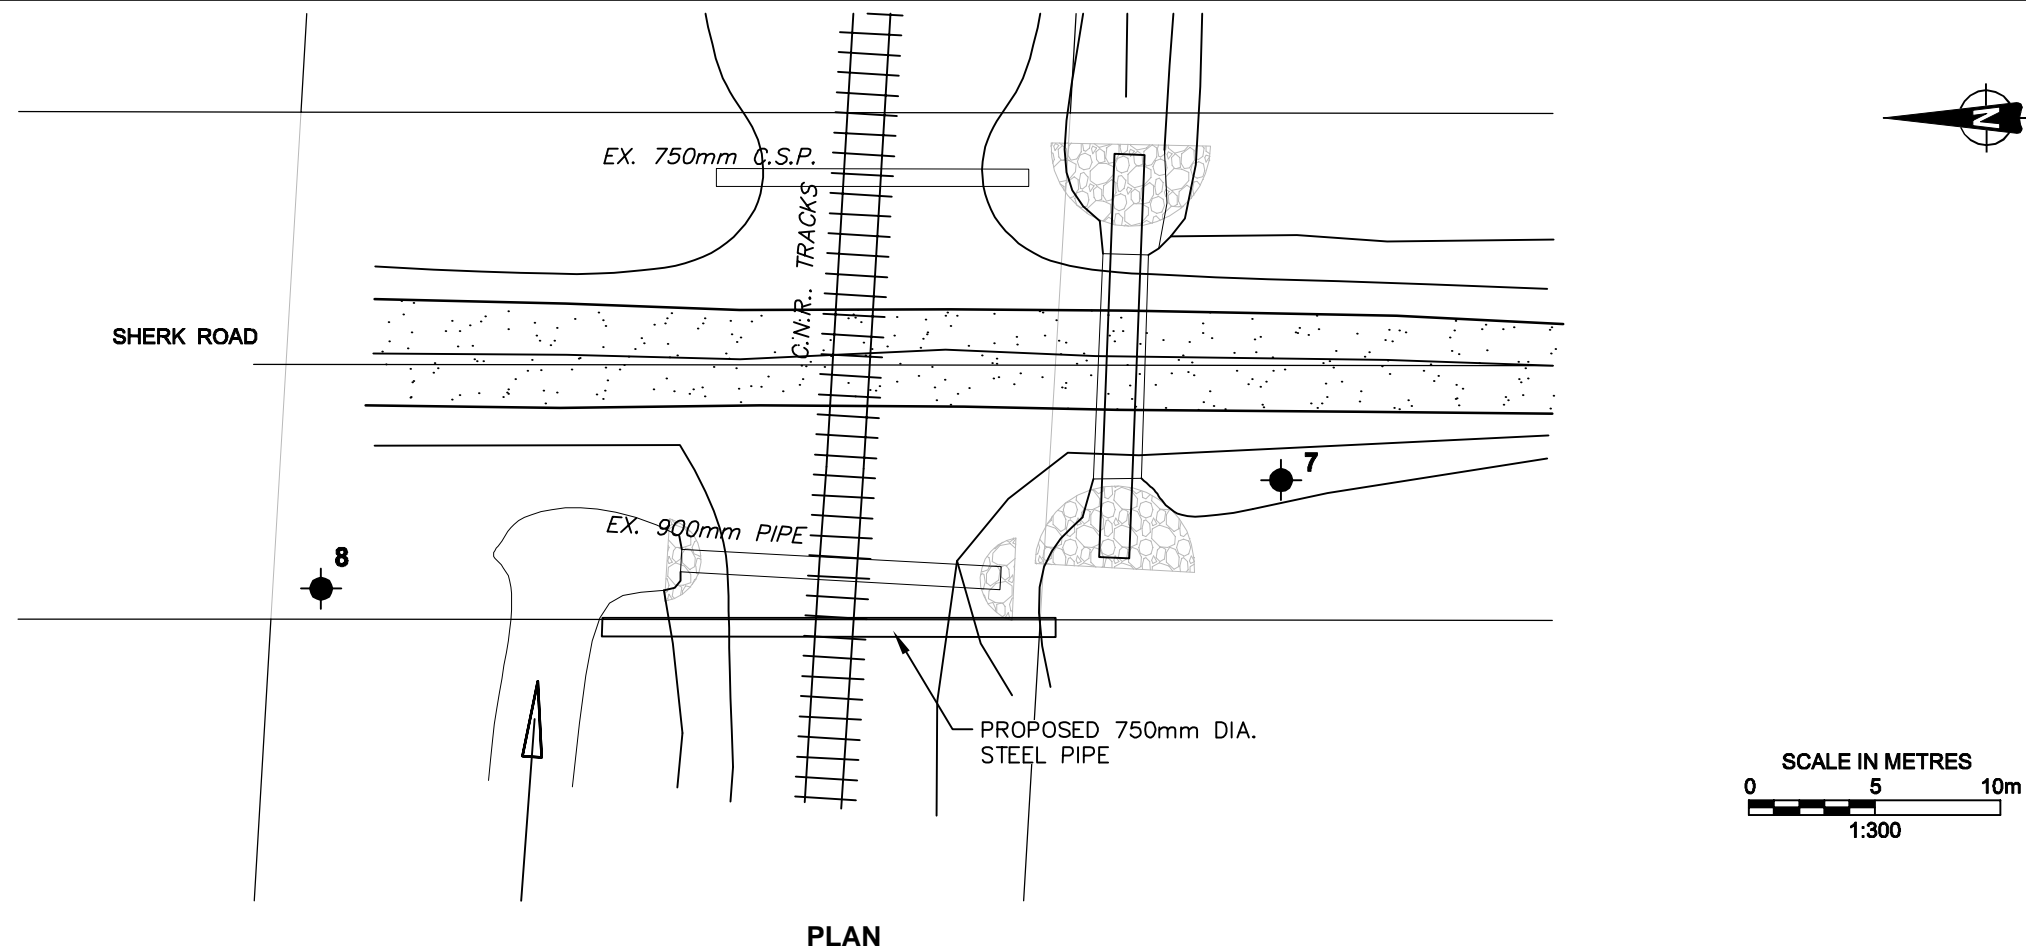 N
EX. 750mm C.S.P.
C.N.R.. TRACKS
SHERK ROAD
7
EX. 900mm PIPE
8
PROPOSED 750mm DIA.
STEEL PIPE
SCALE IN METRES
0 5 10m
1:300
PLAN